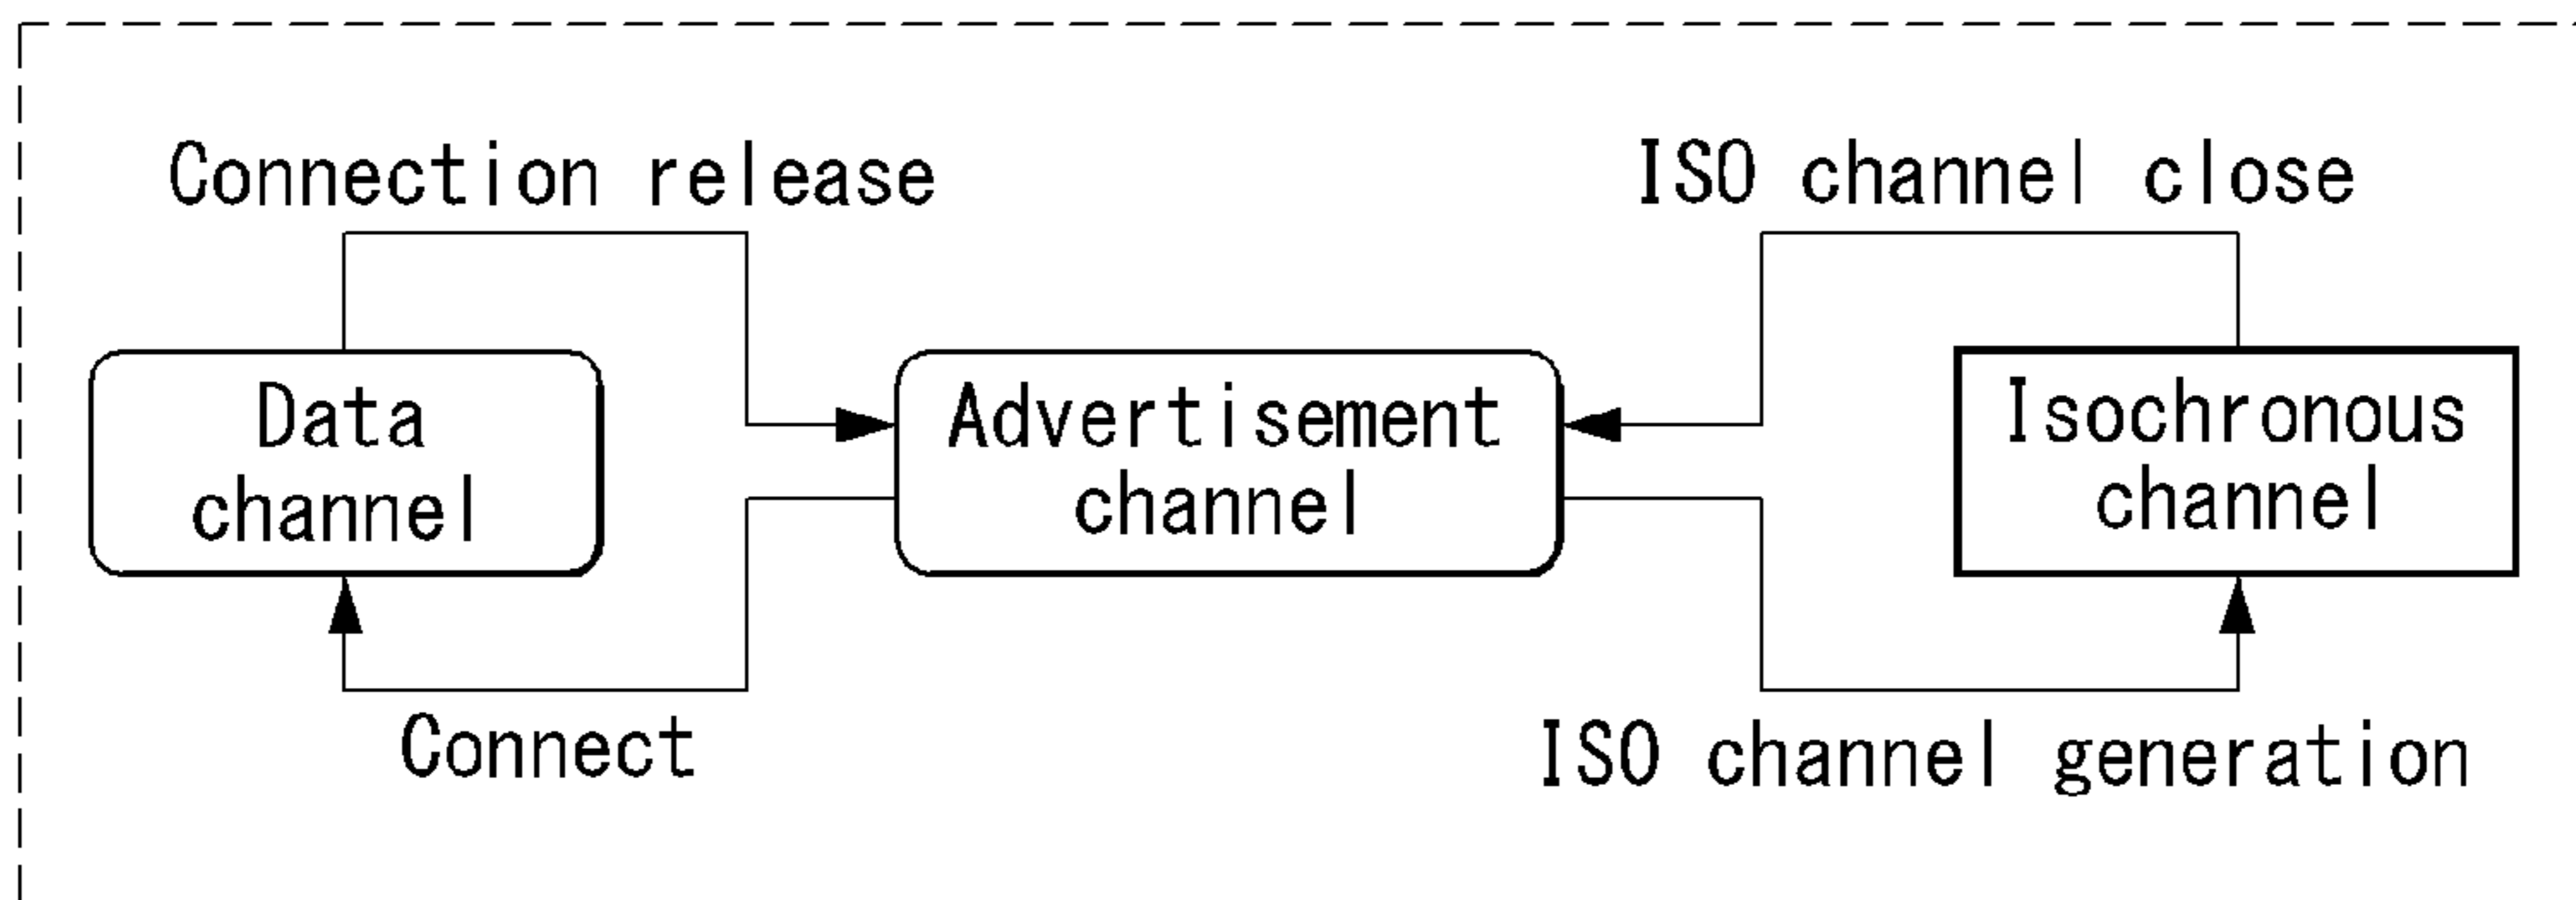 Connection release
ISO channel close
Data
channel
Advertisement
channel
Isochronous
channel
Connect
ISO channel generation